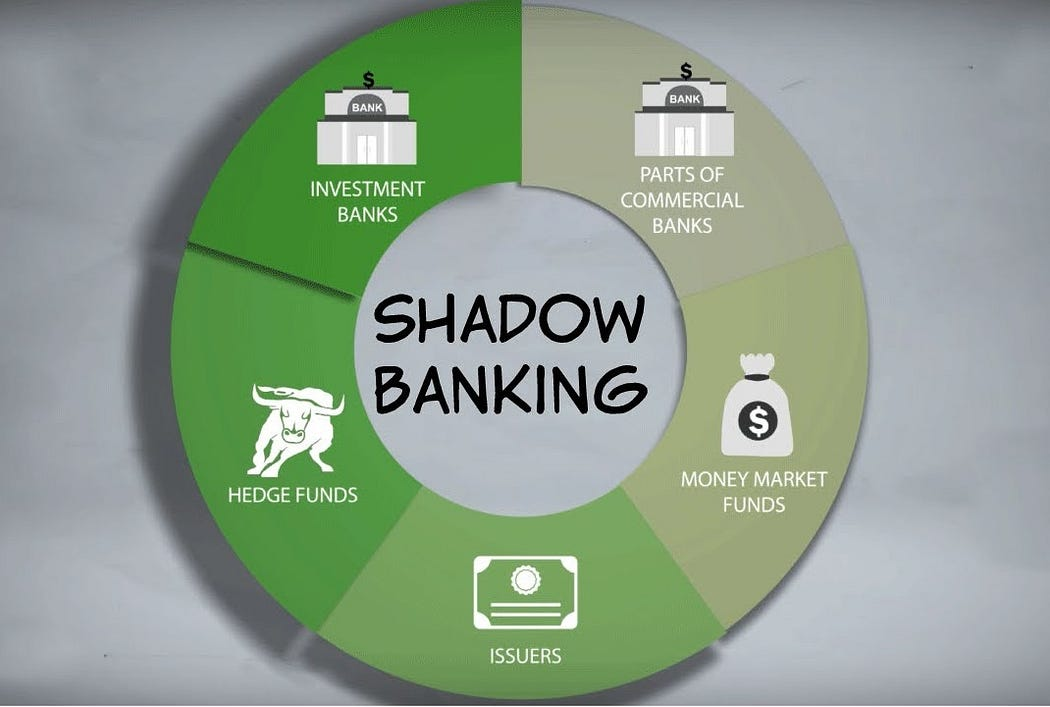 $
BANK
INVESTMENT
BANKS
$
BANK
PARTS OF
COMMERCIAL
BANKS
SHADOW
BANKING
HEDGE FUNDS
$
MONEY MARKET
FUNDS
ISSUERS